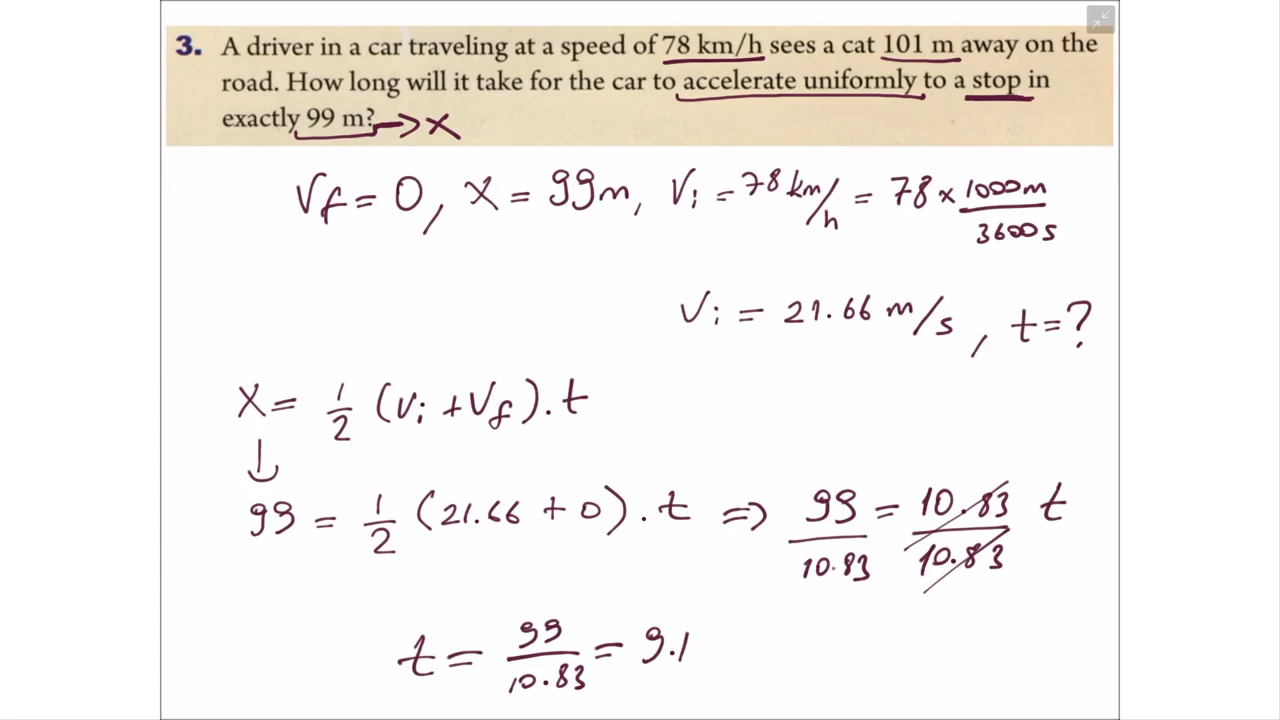 3. A driver in a car traveling at a speed of 78 km/h sees a cat 101 m away on the
road. How long will it take for the car to accelerate uniformly to a stop in
exactly 99 m? → x
Vf = 0, x = 99m, Vi = 78 km/h = 78 × 1000m/3600s
Vi = 21.66 m/s, t = ?
x = 1/2 (Vi + Vf) . t
↓
99 = 1/2 (21.66 + 0) . t ⇒ 99/10.83 = 10.83/10.83 t
t = 99/10.83 = 9.1